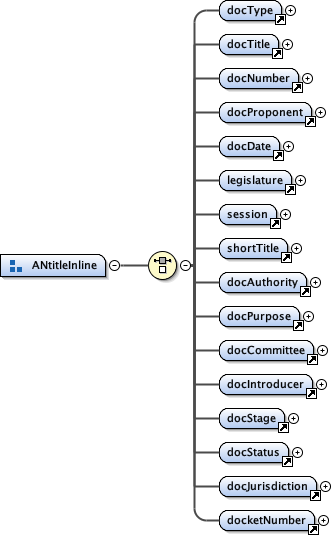 docType
docTitle
docNumber
docProponent
docDate
legislature
session
shortTitle
ANtitleInline
docAuthority
docPurpose
docCommittee
docIntroducer
docStage
docStatus
docJurisdiction
docketNumber